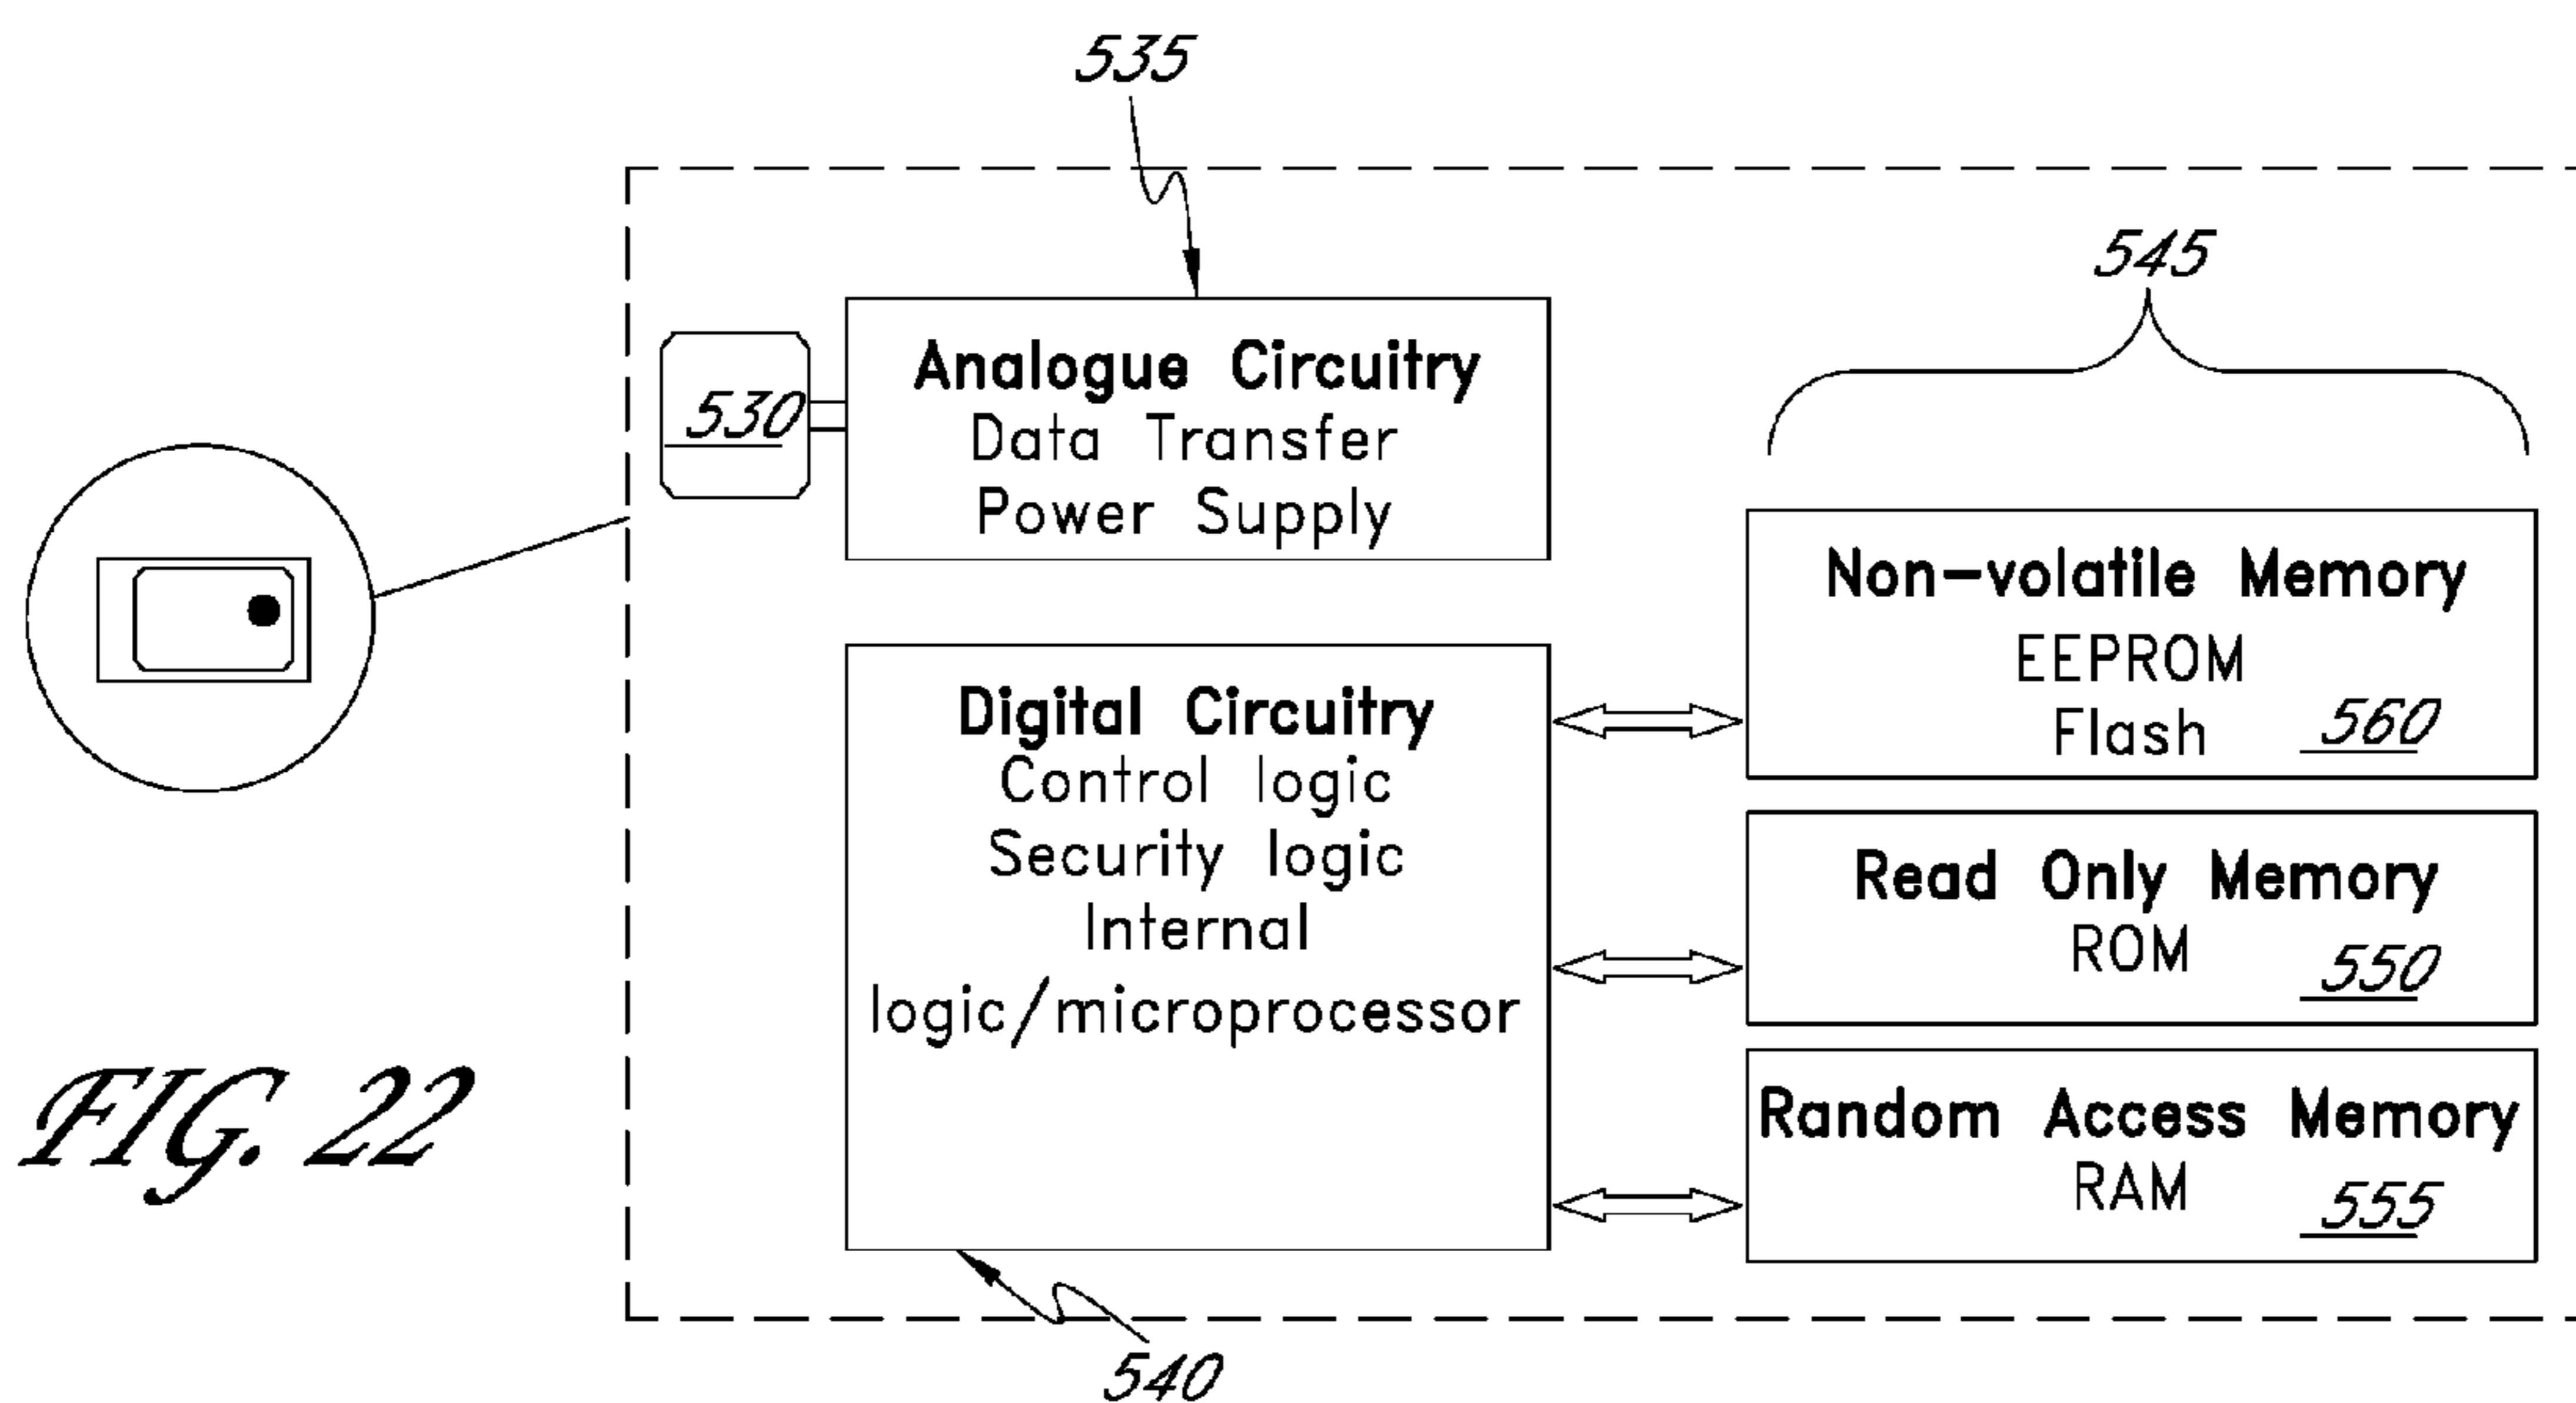 535
545
530
Analogue Circuitry
Data Transfer
Power Supply
Non-volatile Memory
EEPROM
Flash 560
Digital Circuitry
Control logic
Security logic
Internal
logic/microprocessor
Read Only Memory
ROM 550
Random Access Memory
RAM 555
540
FIG. 22